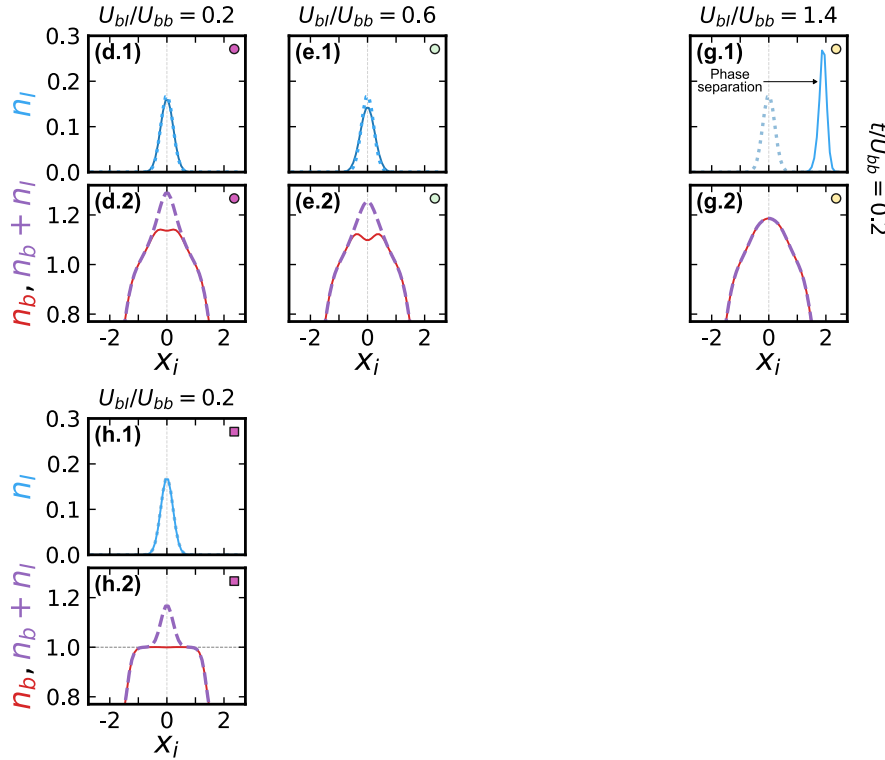 U_bl/U_bb = 0.2
U_bl/U_bb = 0.6
U_bl/U_bb = 1.4
0.3
0.2
0.1
0.0
n_I
(d.1)
(e.1)
(g.1)
Phase
separation
t/U_bb = 0.2
1.2
1.0
0.8
n_b, n_b + n_I
(d.2)
(e.2)
(g.2)
-2 0 2
-2 0 2
-2 0 2
x_i
x_i
x_i
U_bl/U_bb = 0.2
0.3
0.2
0.1
0.0
n_I
(h.1)
1.2
1.0
0.8
n_b, n_b + n_I
(h.2)
-2 0 2
x_i